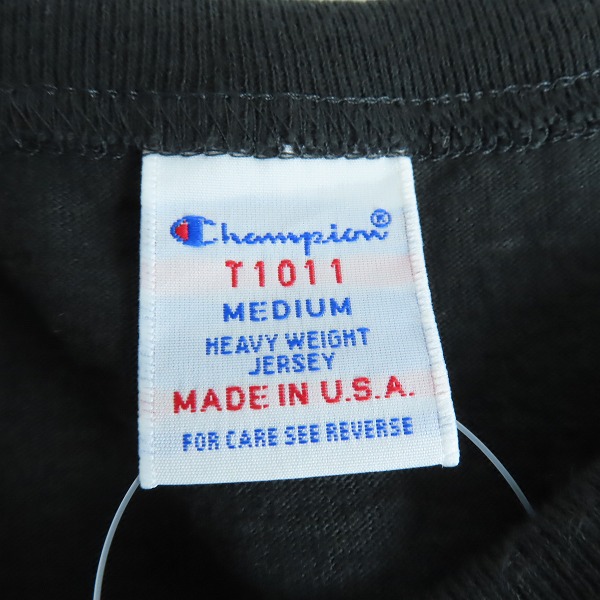 Champion®
T1011
MEDIUM
HEAVY WEIGHT
JERSEY
MADE IN U.S.A.
FOR CARE SEE REVERSE